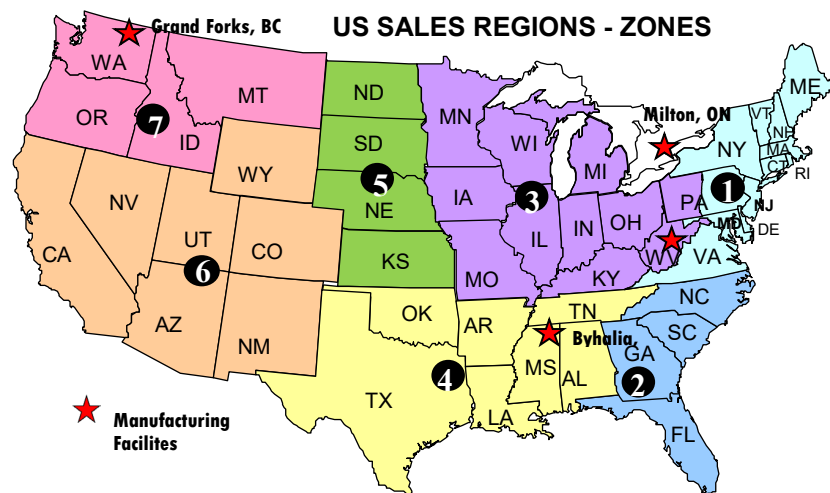 US SALES REGIONS - ZONES
Grand Forks, BC
WA
OR
7
ID
MT
WY
ND
SD
5
NE
KS
MN
WI
IA
3
IL
MI
IN
OH
MO
KY
Milton, ON
ME
VT
NH
MA
CT
RI
NY
PA
1
NJ
MD
DE
WV
VA
NV
CA
UT
CO
6
AZ
NM
OK
AR
TN
Byhalia,
MS
AL
4
TX
LA
NC
SC
GA
2
FL
Manufacturing
Facilites